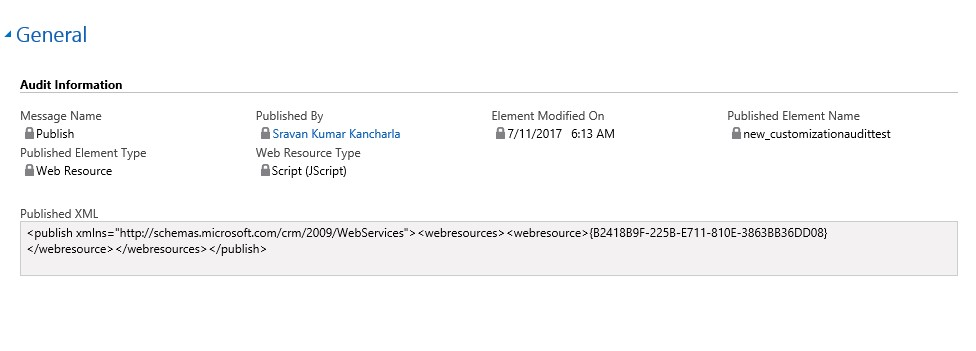 General
Audit Information
Message Name
Publish
Published By
Sravan Kumar Kancharla
Element Modified On
7/11/2017 6:13 AM
Published Element Name
new_customizationaudittest
Published Element Type
Web Resource
Web Resource Type
Script (JScript)
Published XML
<publish xmlns="http://schemas.microsoft.com/crm/2009/WebServices"><webresources><webresource>{B2418B9F-225B-E711-810E-3863BB36DD08}
</webresource></webresources></publish>